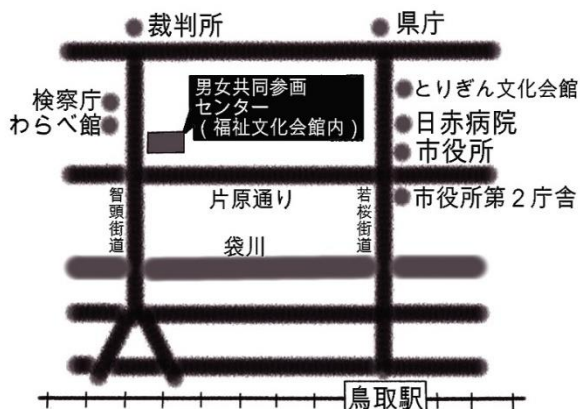 裁判所
県庁
検察庁
わらべ館
男女共同参画
センター
(福祉文化会館内)
とりぎん文化会館
日赤病院
市役所
市役所第2庁舎
智頭街道
片原通り
若桜街道
袋川
鳥取駅